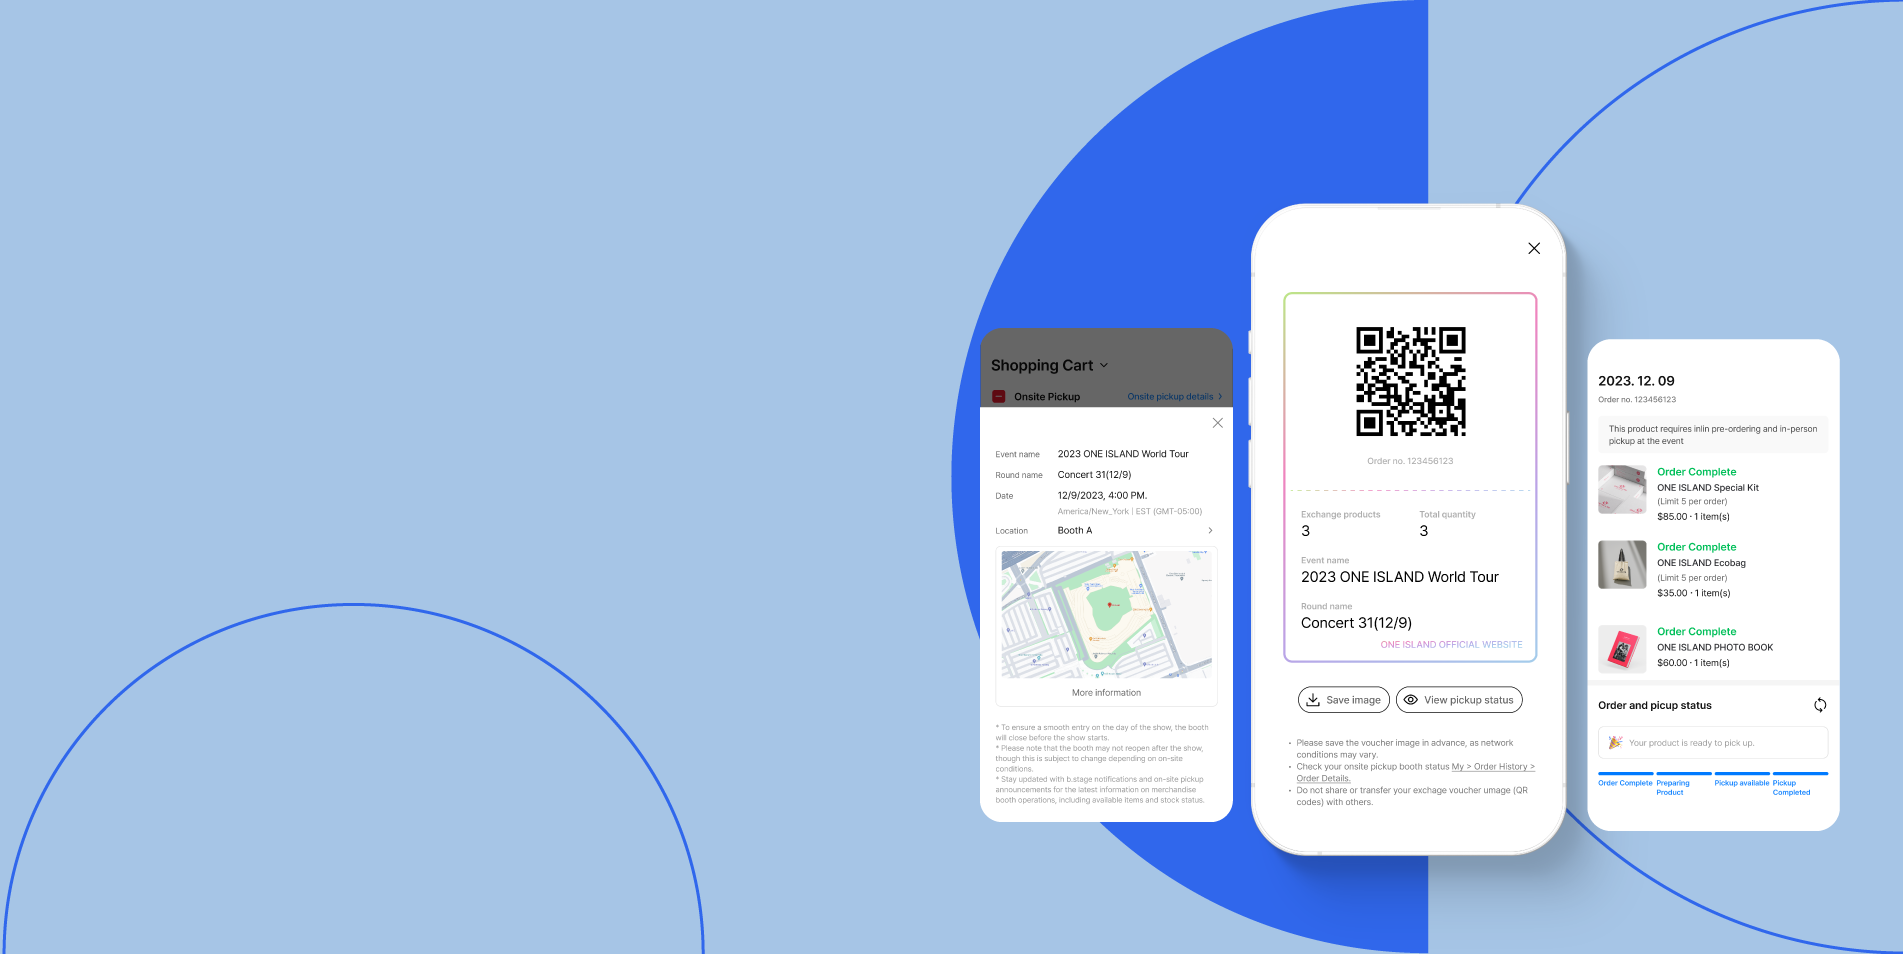 Shopping Cart
Onsite Pickup
Onsite pickup details
Event name
2023 ONE ISLAND World Tour
Round name
Concert 31(12/9)
Date
12/9/2023, 4:00 PM.
America/New_York | EST (GMT-05:00)
Location
Booth A
More information
* To ensure a smooth entry on the day of the show, the booth
will close before the show starts.
* Please note that the booth may not reopen after the show,
though this is subject to change depending on on-site
conditions.
* Stay updated with b.stage notifications and on-site pickup
announcements for the latest information on merchandise
booth operations, including available items and stock status.
Order no. 123456123
Exchange products
Total quantity
3
3
Event name
2023 ONE ISLAND World Tour
Round name
Concert 31(12/9)
ONE ISLAND OFFICIAL WEBSITE
Save image
View pickup status
• Please save the voucher image in advance, as network
conditions may vary.
• Check your onsite pickup booth status My > Order History >
Order Details.
• Do not share or transfer your exchage voucher umage (QR
codes) with others.
2023. 12. 09
Order no. 123456123
This product requires inlin pre-ordering and in-person
pickup at the event
Order Complete
ONE ISLAND Special Kit
(Limit 5 per order)
$85.00 · 1 item(s)
Order Complete
ONE ISLAND Ecobag
(Limit 5 per order)
$35.00 · 1 item(s)
Order Complete
ONE ISLAND PHOTO BOOK
$60.00 · 1 item(s)
Order and picup status
Your product is ready to pick up.
Order Complete
Preparing
Product
Pickup available
Pickup
Completed